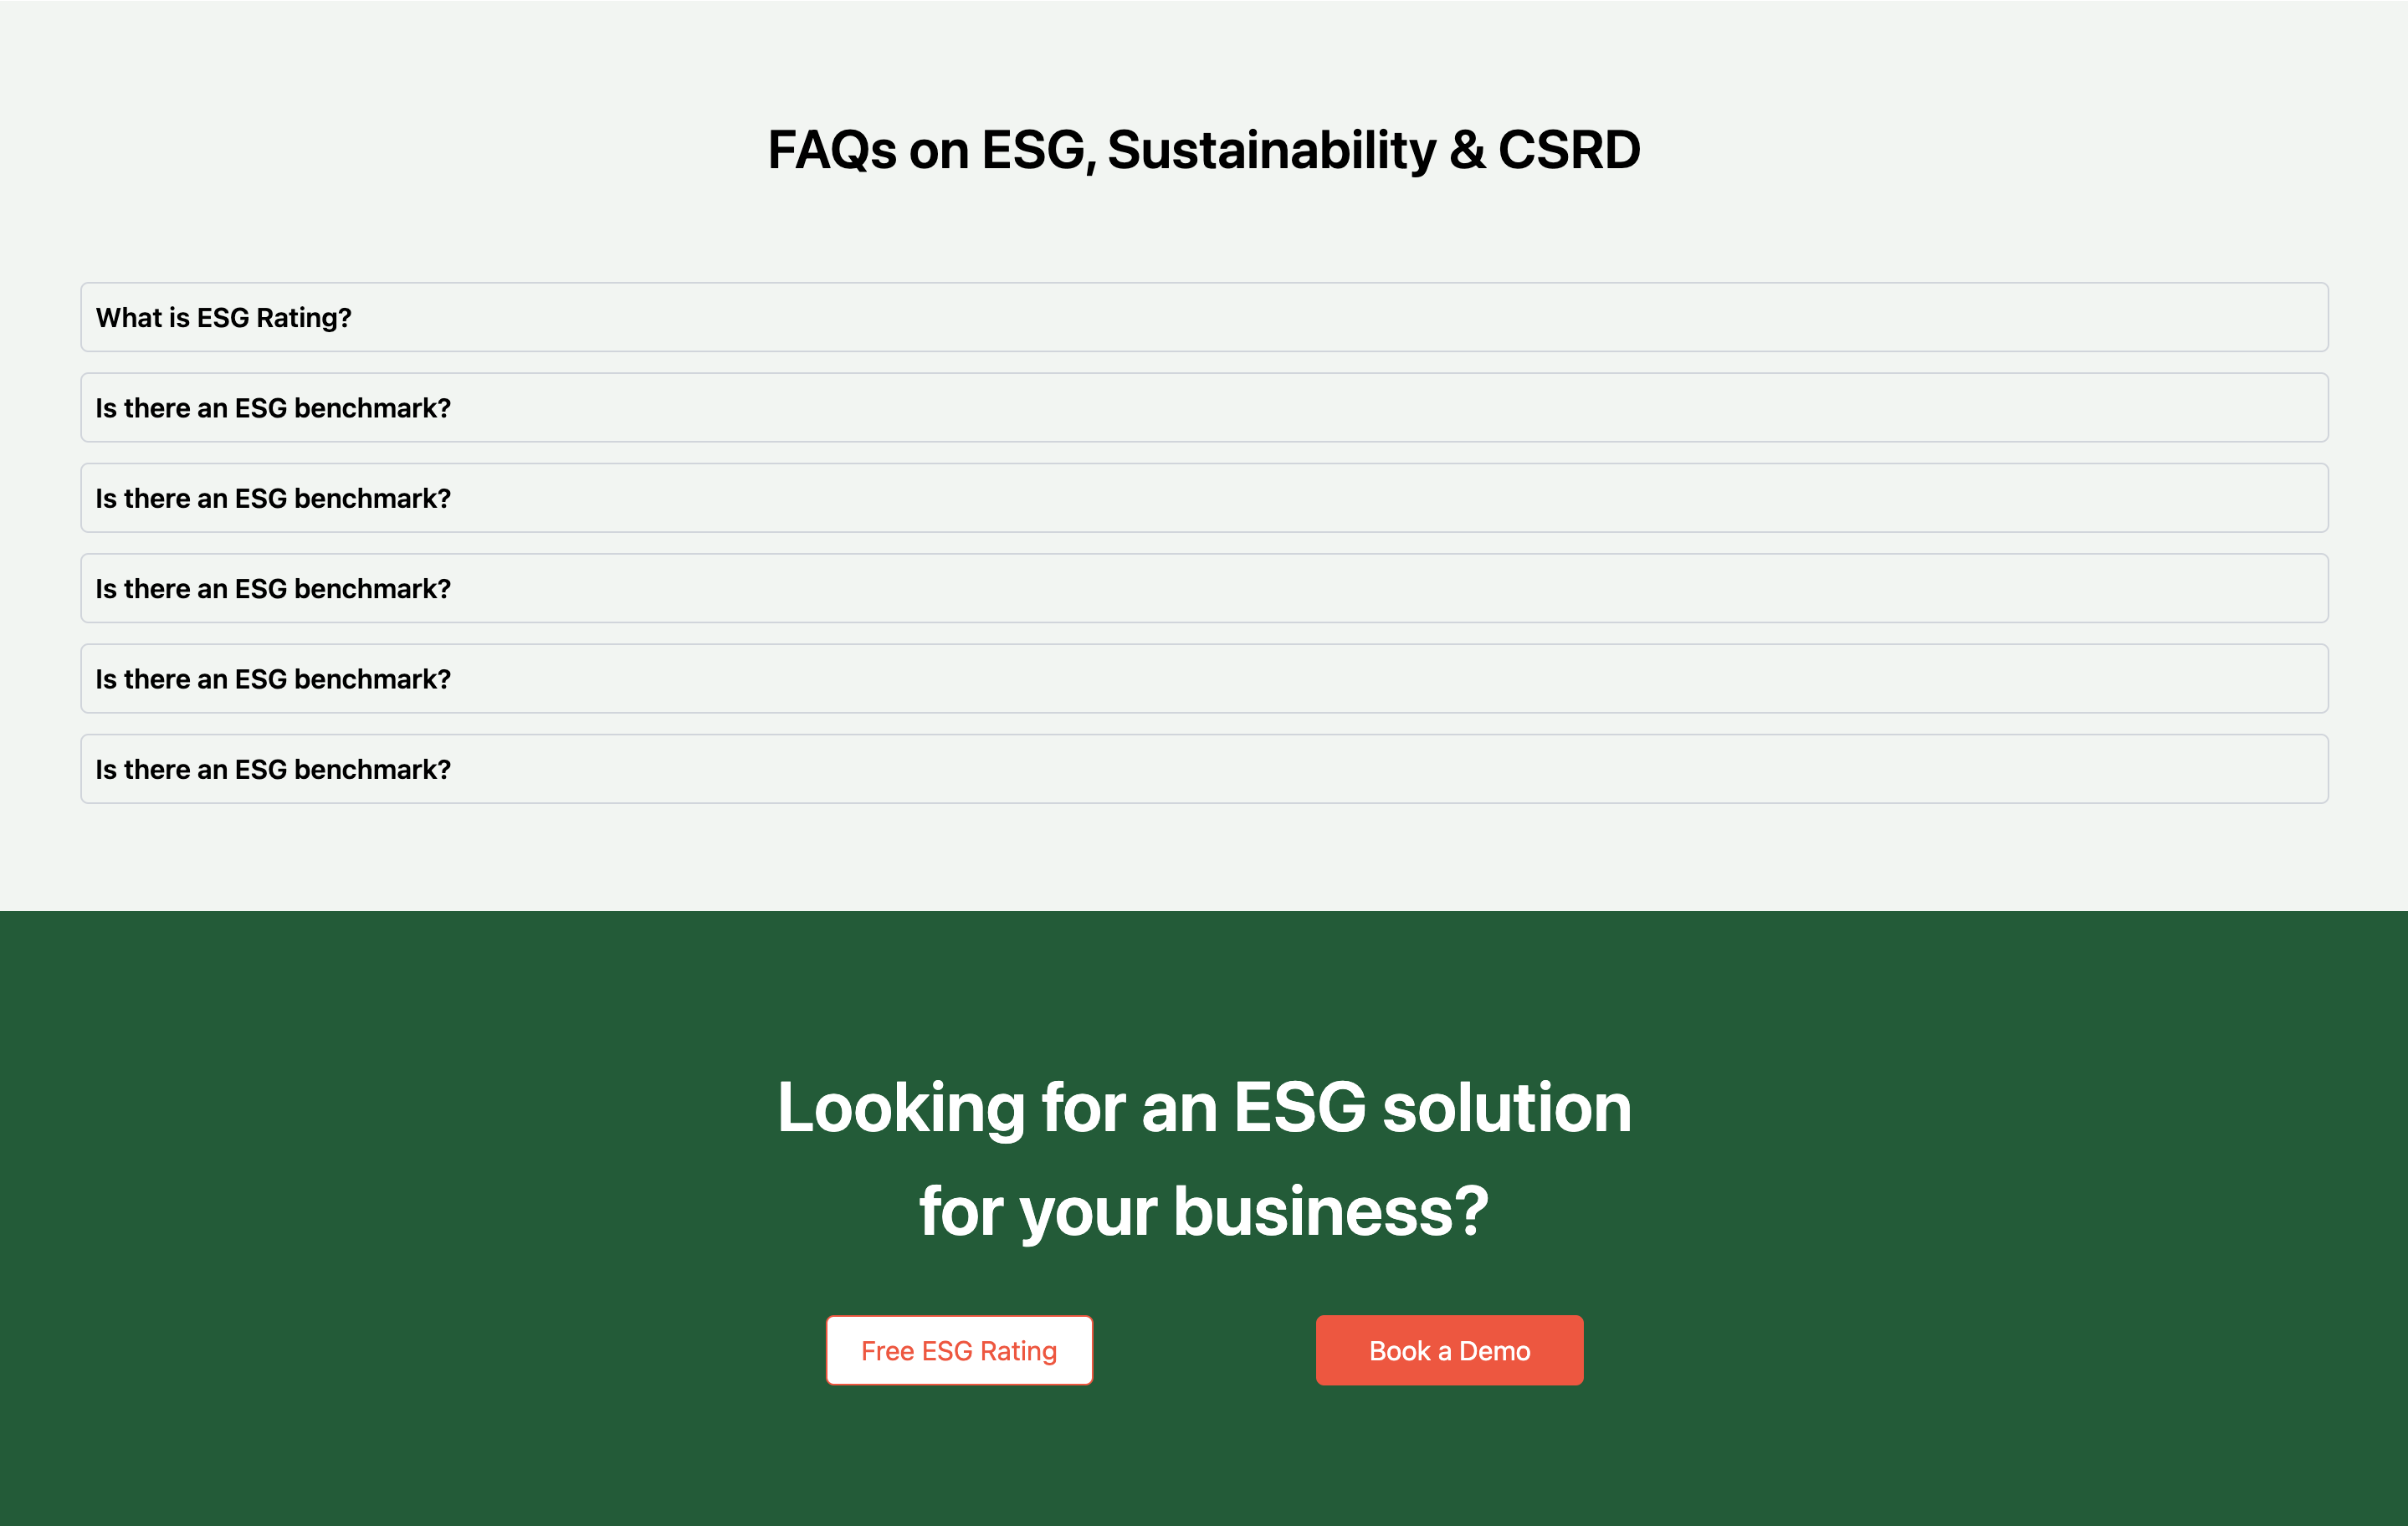 FAQs on ESG, Sustainability & CSRD
What is ESG Rating?
Is there an ESG benchmark?
Is there an ESG benchmark?
Is there an ESG benchmark?
Is there an ESG benchmark?
Is there an ESG benchmark?
Looking for an ESG solution
for your business?
Free ESG Rating
Book a Demo